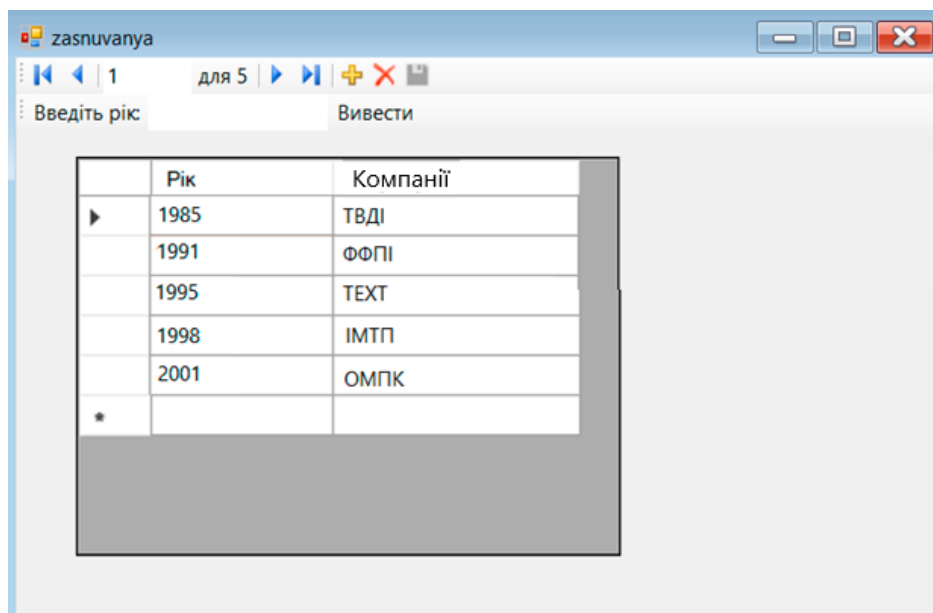 zasnuvanya
1 для 5
Введіть рік: Вивести
Рік Компанії
1985 ТВДІ
1991 ФФПІ
1995 ТЕХТ
1998 ІМТП
2001 ОМПК
*